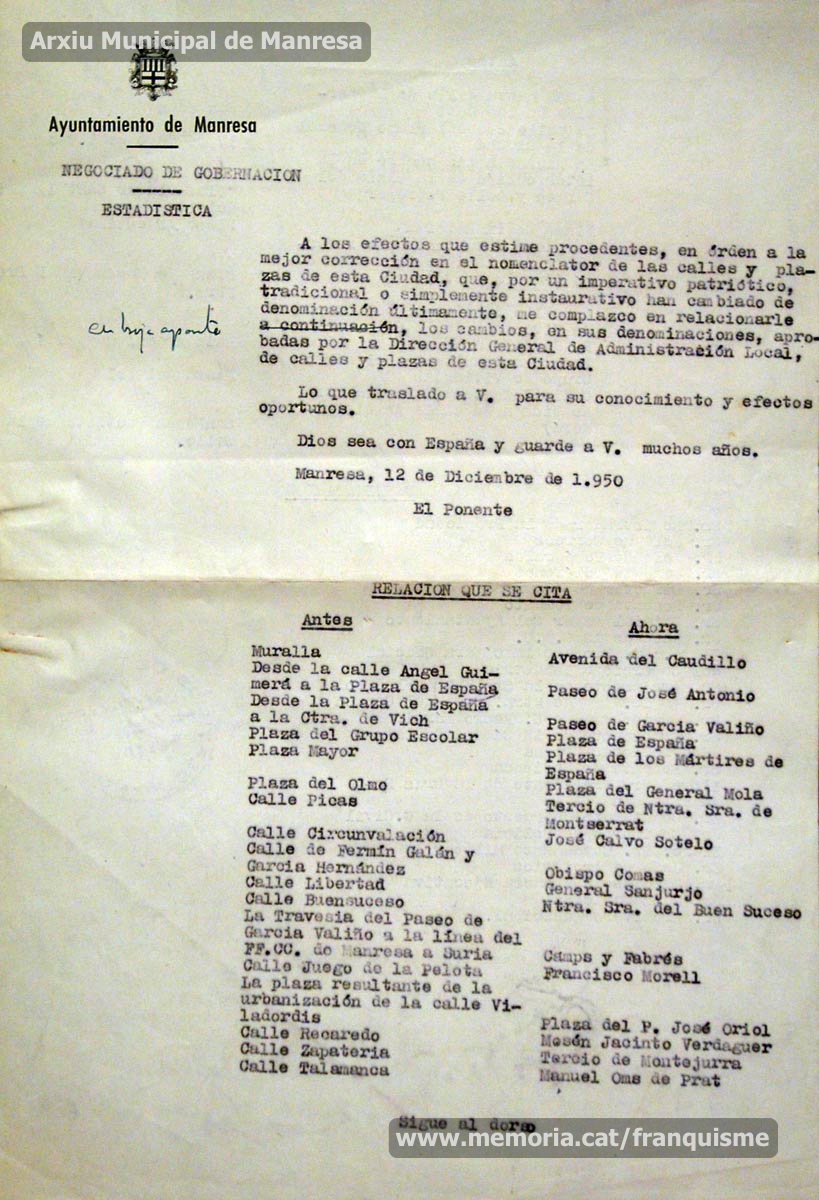 Arxiu Municipal de Manresa
Ayuntamiento de Manresa
NEGOCIADO DE GOBERNACION
ESTADISTICA
A los efectos que estime procedentes, en órden a la
mejor corrección en el nomenclator de las calles y pla-
zas de esta Ciudad, que, por un imperativo patriótico,
tradicional o simplemente instaurativo han cambiado de
denominación últimamente, me complazco en relacionarle
a continuación, los cambios, en sus denominaciones, apro-
badas por la Dirección General de Administración Local,
de calles y plazas de esta Ciudad.
en hoja aparte
Lo que traslado a V. para su conocimiento y efectos
oportunos.
Dios sea con España y guarde a V. muchos años.
Manresa, 12 de Diciembre de 1.950
El Ponente
RELACION QUE SE CITA
Antes
Ahora
Muralla
Avenida del Caudillo
Desde la calle Angel Gui-
merá a la Plaza de España
Paseo de José Antonio
Desde la Plaza de España
a la Ctra. de Vich
Paseo de Garcia Valiño
Plaza del Grupo Escolar
Plaza de España
Plaza Mayor
Plaza de los Mártires de
España
Plaza del Olmo
Plaza del General Mola
Calle Picas
Tercio de Ntra. Sra. de
Montserrat
Calle Circunvalación
José Calvo Sotelo
Calle de Fermín Galán y
Garcia Hernández
Obispo Comas
Calle Libertad
General Sanjurjo
Calle Buensuceso
Ntra. Sra. del Buen Suceso
La Travesia del Paseo de
Garcia Valiño a la línea del
FF.CC. de Manresa a Suria
Camps y Fabrés
Calle Juego de la Pelota
Francisco Morell
La plaza resultante de la
urbanización de la calle Vi-
ladordis
Plaza del P. José Oriol
Calle Recaredo
Mosén Jacinto Verdaguer
Calle Zapateria
Tercio de Montejurra
Calle Talamanca
Manuel Oms de Prat
Sigue al dorso
www.memoria.cat/franquisme